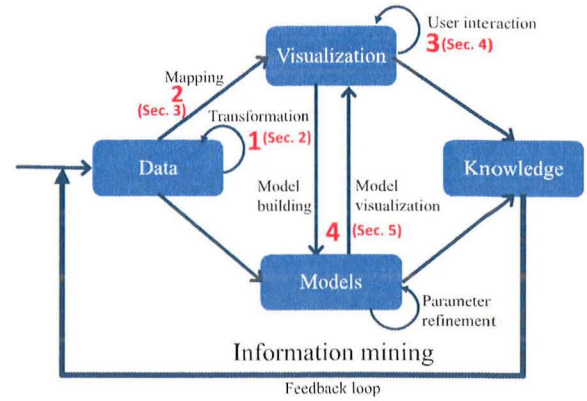 User interaction
3 (Sec. 4)
Visualization
Mapping
2
(Sec. 3)
Transformation
1 (Sec. 2)
Data
Knowledge
Model
building
Model
visualization
4 (Sec. 5)
Models
Parameter
refinement
Information mining
Feedback loop